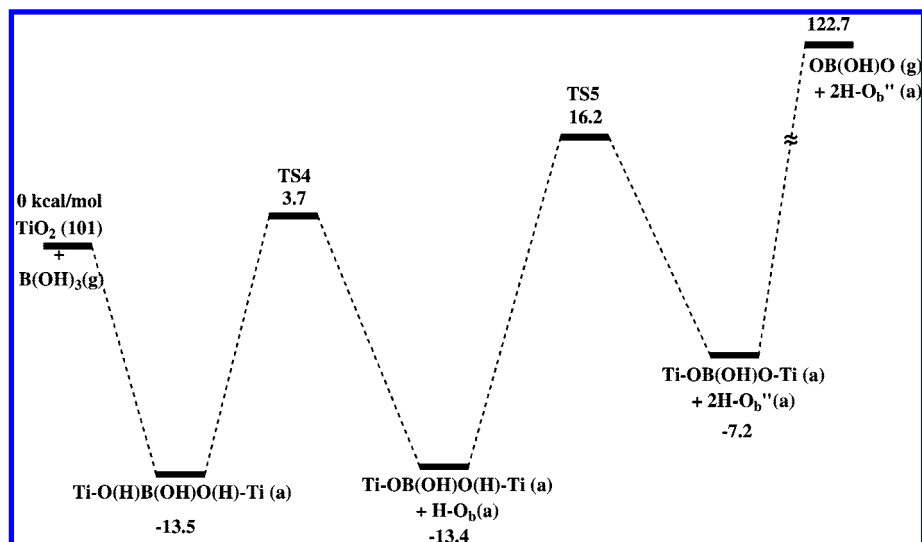 122.7
OB(OH)O (g)
+ 2H-Ob'' (a)
TS5
16.2
TS4
3.7
0 kcal/mol
TiO2 (101)
+
B(OH)3(g)
Ti-OB(OH)O-Ti (a)
+ 2H-Ob''(a)
-7.2
Ti-O(H)B(OH)O(H)-Ti (a)
-13.5
Ti-OB(OH)O(H)-Ti (a)
+ H-Ob(a)
-13.4